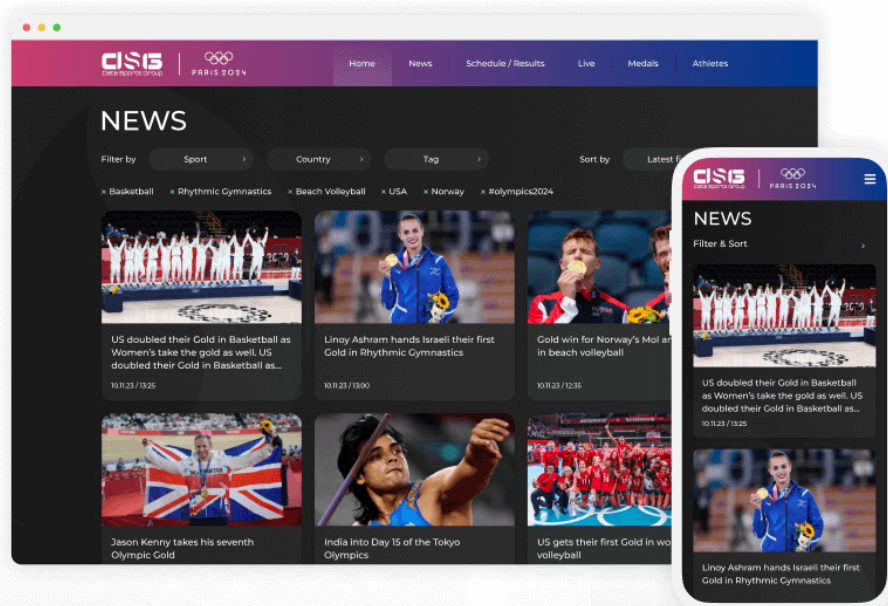 DSG
Data Sports Group
PARIS 2024
Home News Schedule / Results Live Medals Athletes
NEWS
Filter by Sport Country Tag Sort by Latest
× Basketball × Rhythmic Gymnastics × Beach Volleyball × USA × Norway × #olympics2024
US doubled their Gold in Basketball as
Women's take the gold as well. US
doubled their Gold in Basketball as...
10.11.23 / 13:25
Linoy Ashram hands Israeli their first
Gold in Rhythmic Gymnastics
10.11.23 / 13:00
Gold win for Norway's Mol
in beach volleyball
10.11.23 / 12:35
Jason Kenny takes his seventh
Olympic Gold
India into Day 15 of the Tokyo
Olympics
US gets their first Gold in
volleyball
DSG
Data Sports Group
PARIS 2024
NEWS
Filter & Sort
US doubled their Gold in Basketball
as Women's take the gold as well. US
doubled their Gold in Basketball as...
10.11.23 / 13:25
Linoy Ashram hands Israeli their first
Gold in Rhythmic Gymnastics